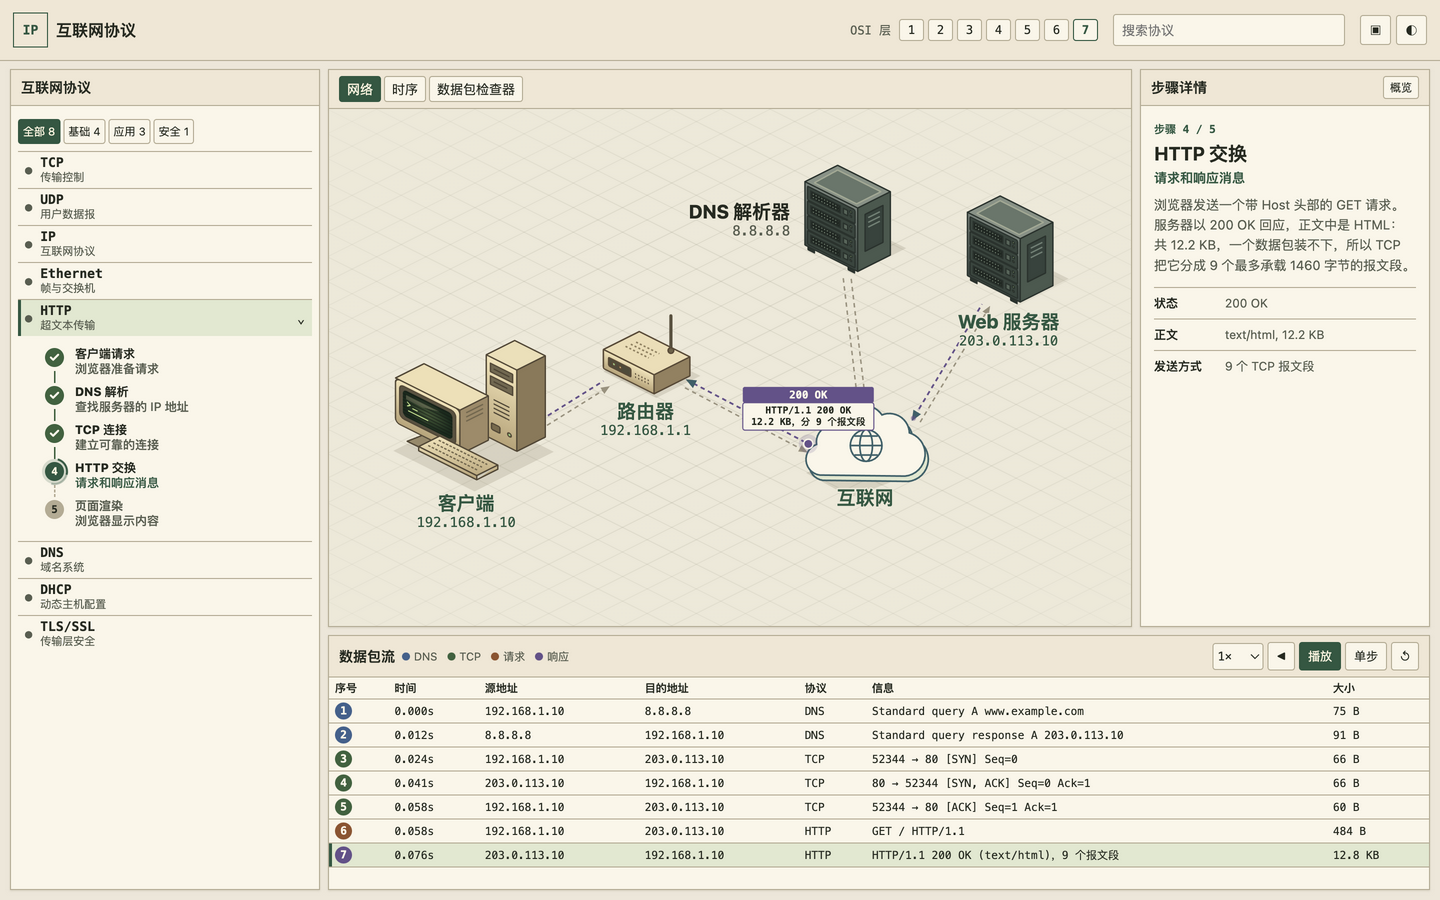 IP 互联网协议
OSI 层 1 2 3 4 5 6 7
搜索协议
互联网协议
全部 8 基础 4 应用 3 安全 1
TCP
传输控制
UDP
用户数据报
IP
互联网协议
Ethernet
帧与交换机
HTTP
超文本传输
客户端请求
浏览器准备请求
DNS 解析
查找服务器的 IP 地址
TCP 连接
建立可靠的连接
4 HTTP 交换
请求和响应消息
5 页面渲染
浏览器显示内容
DNS
域名系统
DHCP
动态主机配置
TLS/SSL
传输层安全
网络 时序 数据包检查器
DNS 解析器
8.8.8.8
Web 服务器
203.0.113.10
路由器
192.168.1.1
200 OK
HTTP/1.1 200 OK
12.2 KB, 分 9 个报文段
互联网
客户端
192.168.1.10
步骤详情 概览
步骤 4 / 5
HTTP 交换
请求和响应消息
浏览器发送一个带 Host 头部的 GET 请求。
服务器以 200 OK 回应，正文中是 HTML：
共 12.2 KB，一个数据包装不下，所以 TCP
把它分成 9 个最多承载 1460 字节的报文段。
状态 200 OK
正文 text/html, 12.2 KB
发送方式 9 个 TCP 报文段
数据包流 DNS TCP 请求 响应 1× 播放 单步
序号 时间 源地址 目的地址 协议 信息 大小
1 0.000s 192.168.1.10 8.8.8.8 DNS Standard query A www.example.com 75 B
2 0.012s 8.8.8.8 192.168.1.10 DNS Standard query response A 203.0.113.10 91 B
3 0.024s 192.168.1.10 203.0.113.10 TCP 52344 → 80 [SYN] Seq=0 66 B
4 0.041s 203.0.113.10 192.168.1.10 TCP 80 → 52344 [SYN, ACK] Seq=0 Ack=1 66 B
5 0.058s 192.168.1.10 203.0.113.10 TCP 52344 → 80 [ACK] Seq=1 Ack=1 60 B
6 0.058s 192.168.1.10 203.0.113.10 HTTP GET / HTTP/1.1 484 B
7 0.076s 203.0.113.10 192.168.1.10 HTTP HTTP/1.1 200 OK (text/html), 9 个报文段 12.8 KB